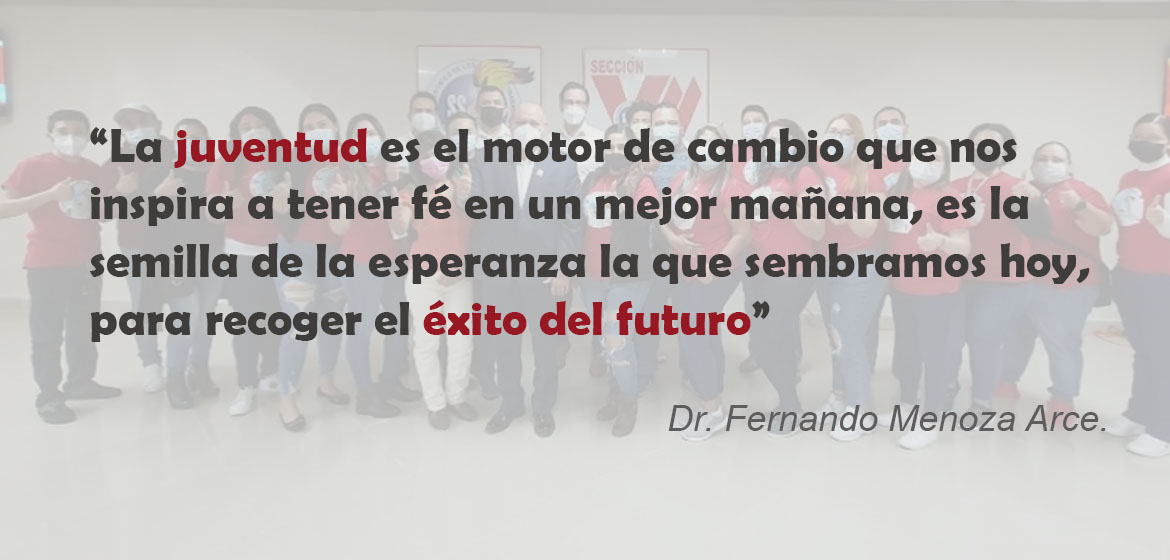 SECCIÓN
“La juventud es el motor de cambio que nos
inspira a tener fé en un mejor mañana, es la
semilla de la esperanza la que sembramos hoy,
para recoger el éxito del futuro”
Dr. Fernando Menoza Arce.